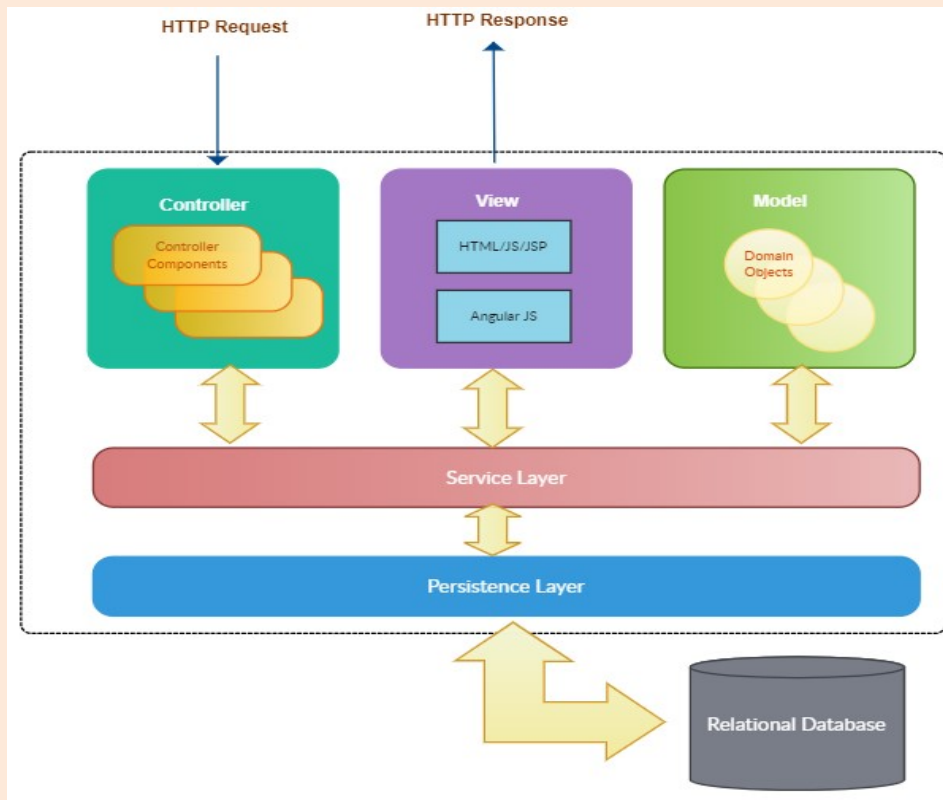 HTTP Request
HTTP Response
Controller
Controller
Components
View
HTML/JS/JSP
Angular JS
Model
Domain
Objects
Service Layer
Persistence Layer
Relational Database